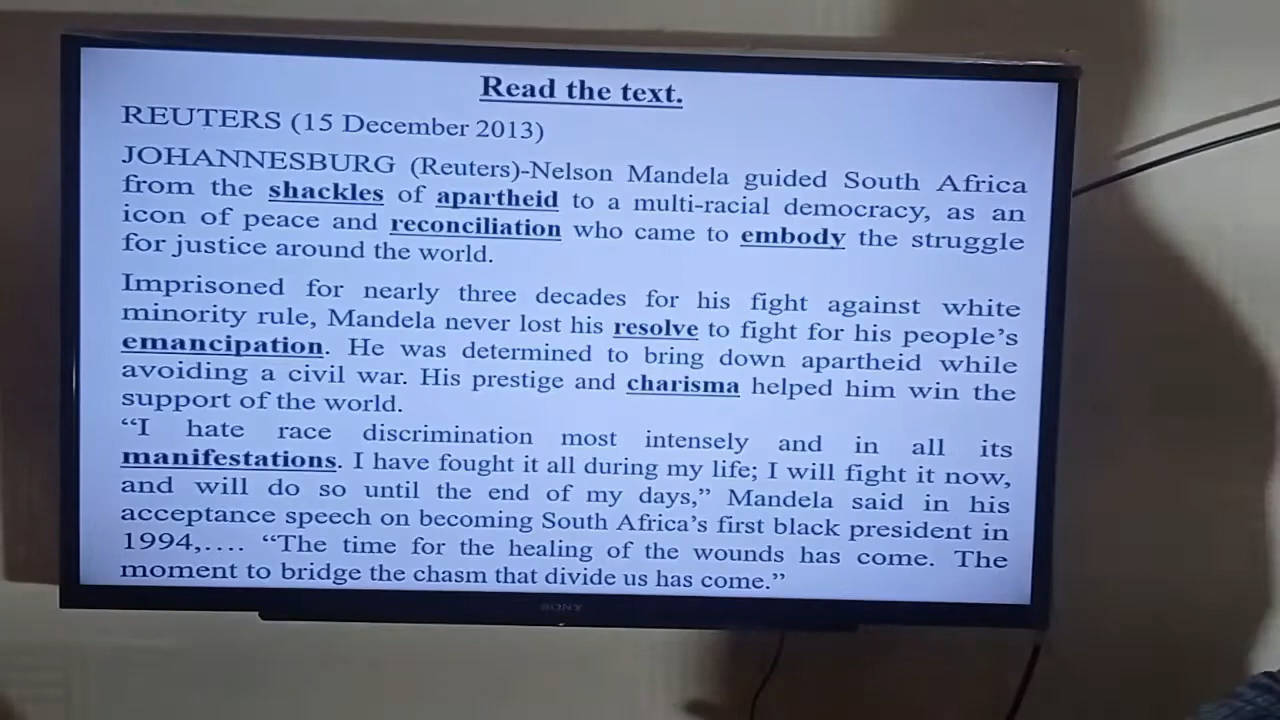 Read the text.
REUTERS (15 December 2013)
JOHANNESBURG (Reuters)-Nelson Mandela guided South Africa
from the shackles of apartheid to a multi-racial democracy, as an
icon of peace and reconciliation who came to embody the struggle
for justice around the world.
Imprisoned for nearly three decades for his fight against white
minority rule, Mandela never lost his resolve to fight for his people's
emancipation. He was determined to bring down apartheid while
avoiding a civil war. His prestige and charisma helped him win the
support of the world.
“I hate race discrimination most intensely and in all its
manifestations. I have fought it all during my life; I will fight it now,
and will do so until the end of my days,” Mandela said in his
acceptance speech on becoming South Africa's first black president in
1994,.... “The time for the healing of the wounds has come. The
moment to bridge the chasm that divide us has come.”
SONY